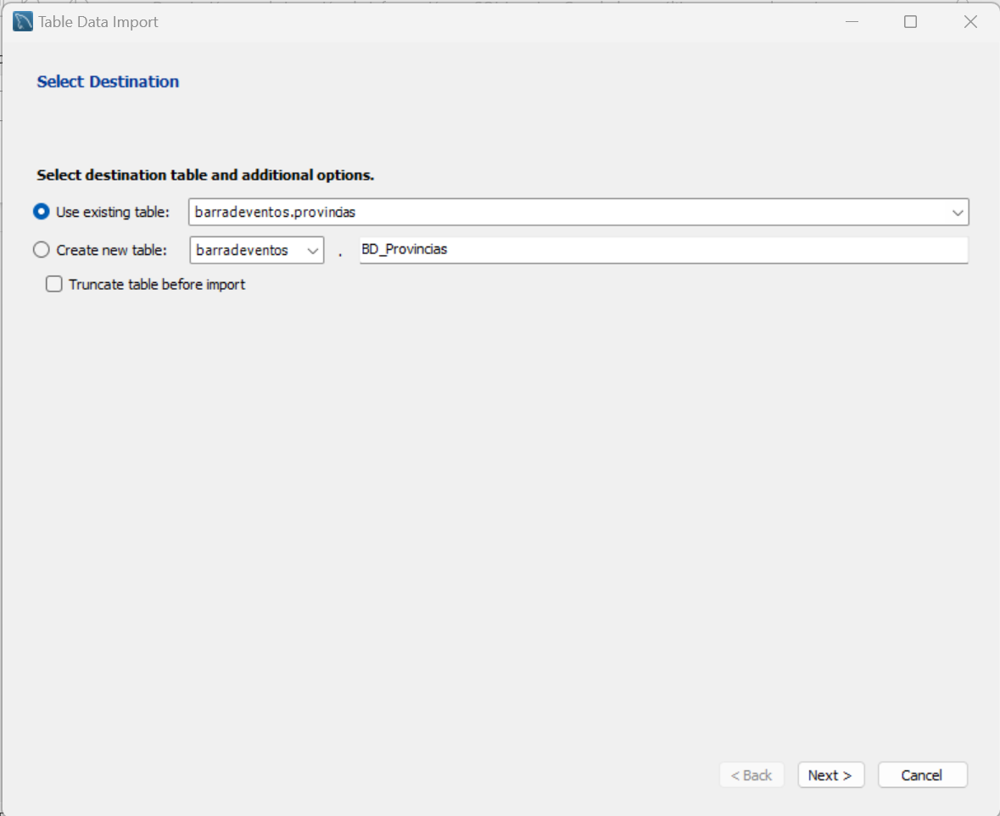 Table Data Import
Select Destination
Select destination table and additional options.
Use existing table: barradeventos.provincias
Create new table: barradeventos . BD_Provincias
Truncate table before import
< Back Next > Cancel